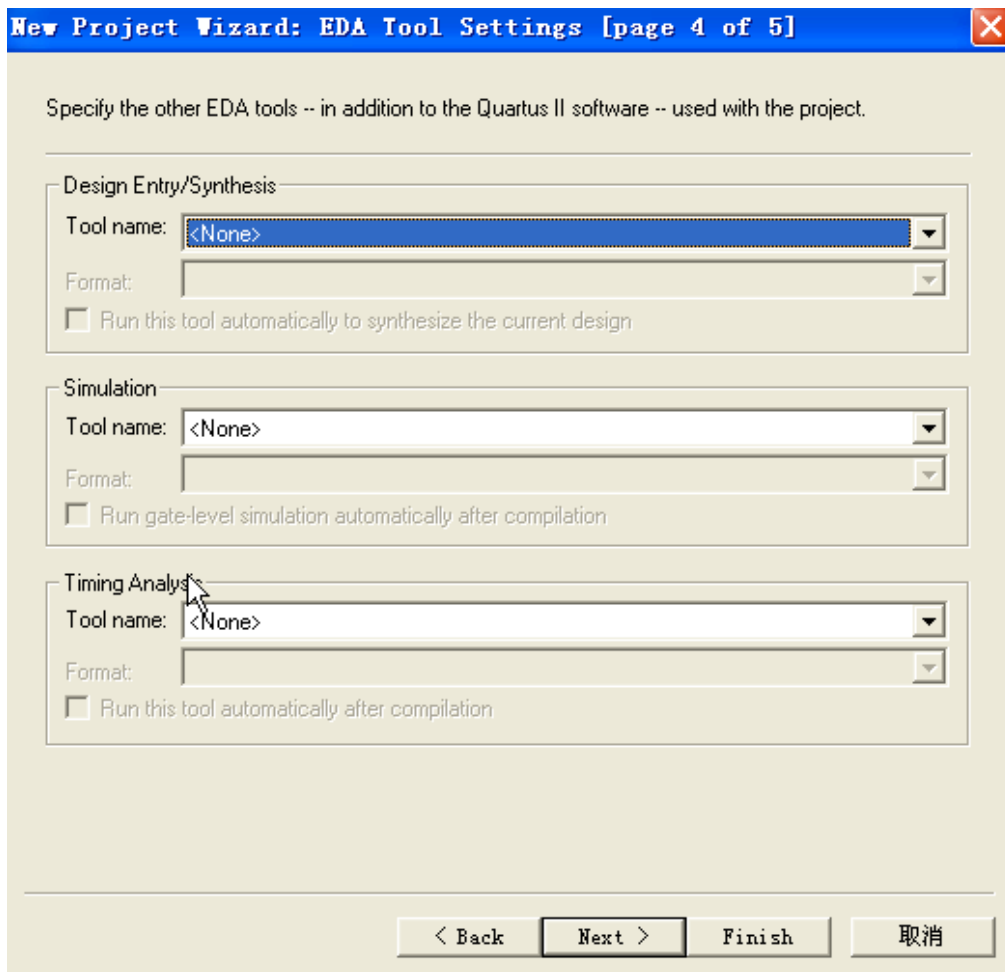 New Project Wizard: EDA Tool Settings [page 4 of 5]
Specify the other EDA tools -- in addition to the Quartus II software -- used with the project.
Design Entry/Synthesis
Tool name: <None>
Format:
Run this tool automatically to synthesize the current design
Simulation
Tool name: <None>
Format:
Run gate-level simulation automatically after compilation
Timing Analysis
Tool name: <None>
Format:
Run this tool automatically after compilation
< Back Next > Finish 取消